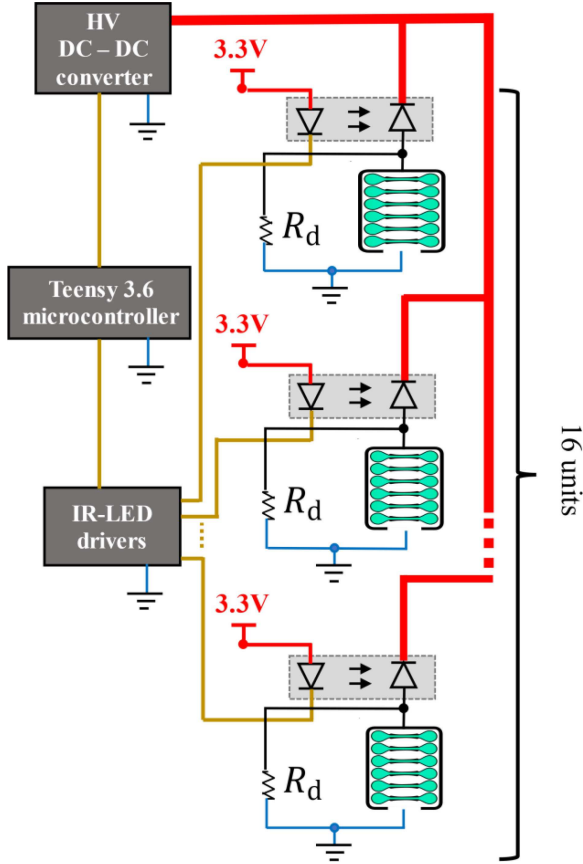 HV
DC – DC
converter
3.3V
R_d
Teensy 3.6
microcontroller
3.3V
R_d
16 units
IR-LED
drivers
3.3V
R_d